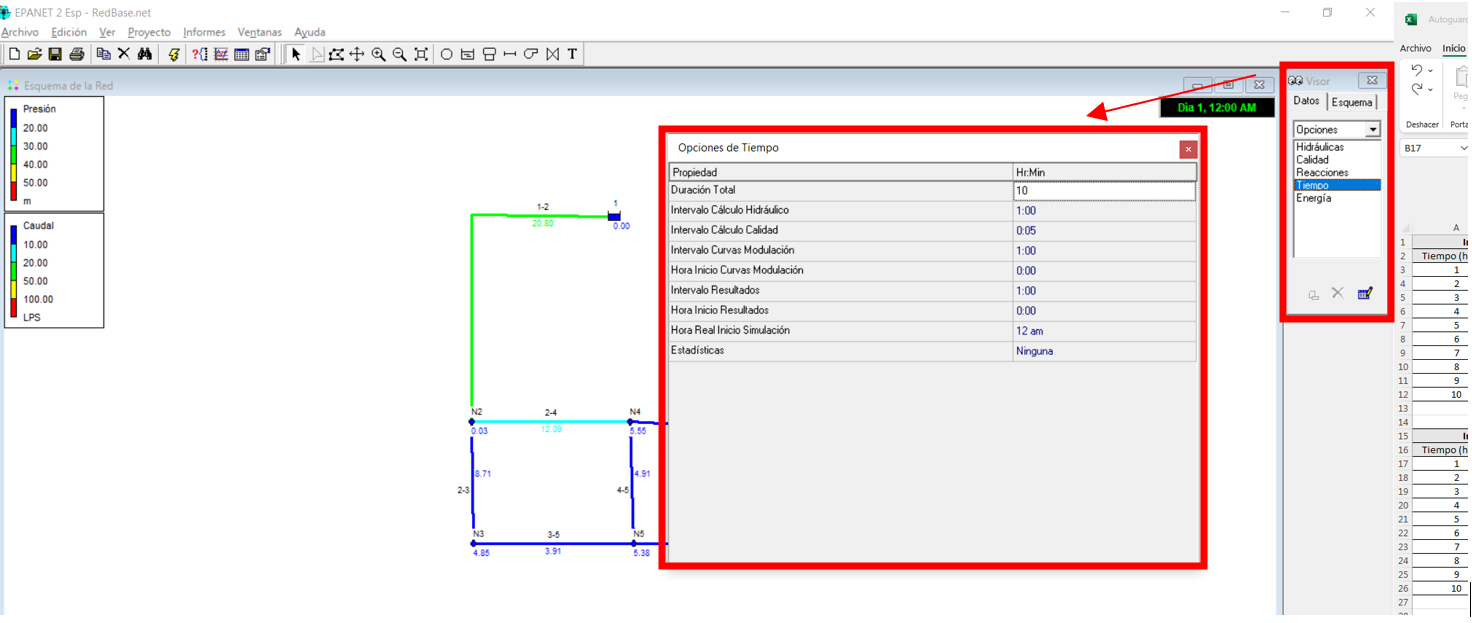 EPANET 2 Esp - RedBase.net
Archivo Edición Ver Proyecto Informes Ventanas Ayuda
T
Esquema de la Red
Dia 1, 12:00 AM
Presión
20.00
30.00
40.00
50.00
m
Caudal
10.00
20.00
50.00
100.00
LPS
1-2
20.80
1
0.00
N2
0.03
2-4
12.09
N4
5.55
8.71
2-3
4.91
4-5
N3
4.85
3-5
3.91
N5
5.38
Opciones de Tiempo
Propiedad Hr:Min
Duración Total 10
Intervalo Cálculo Hidráulico 1:00
Intervalo Cálculo Calidad 0:05
Intervalo Curvas Modulación 1:00
Hora Inicio Curvas Modulación 0:00
Intervalo Resultados 1:00
Hora Inicio Resultados 0:00
Hora Real Inicio Simulación 12 am
Estadísticas Ninguna
Visor
Datos Esquema
Opciones
Hidráulicas
Calidad
Reacciones
Tiempo
Energía
Archivo Inicio
Deshacer
B17
A
1
2 Tiempo (h
3 1
4 2
5 3
6 4
7 5
8 6
9 7
10 8
11 9
12 10
13
14
15
16 Tiempo (h
17 1
18 2
19 3
20 4
21 5
22 6
23 7
24 8
25 9
26 10
27